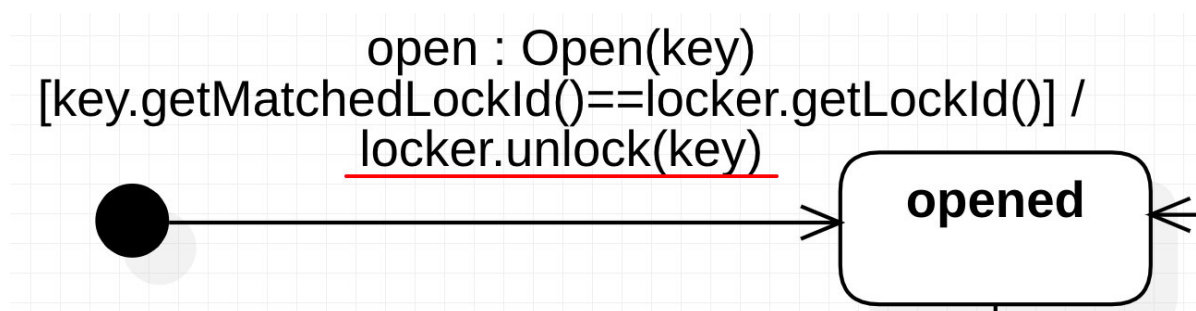 open : Open(key)
[key.getMatchedLockId()==locker.getLockId()] /
locker.unlock(key)
opened